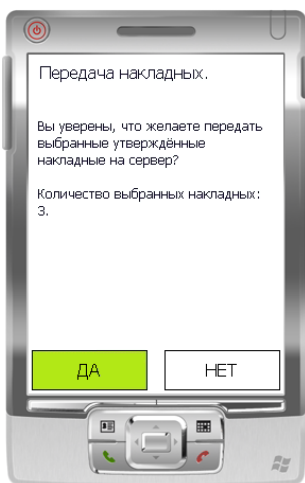 Передача накладных.
Вы уверены, что желаете передать
выбранные утверждённые
накладные на сервер?
Количество выбранных накладных:
3.
ДА
НЕТ